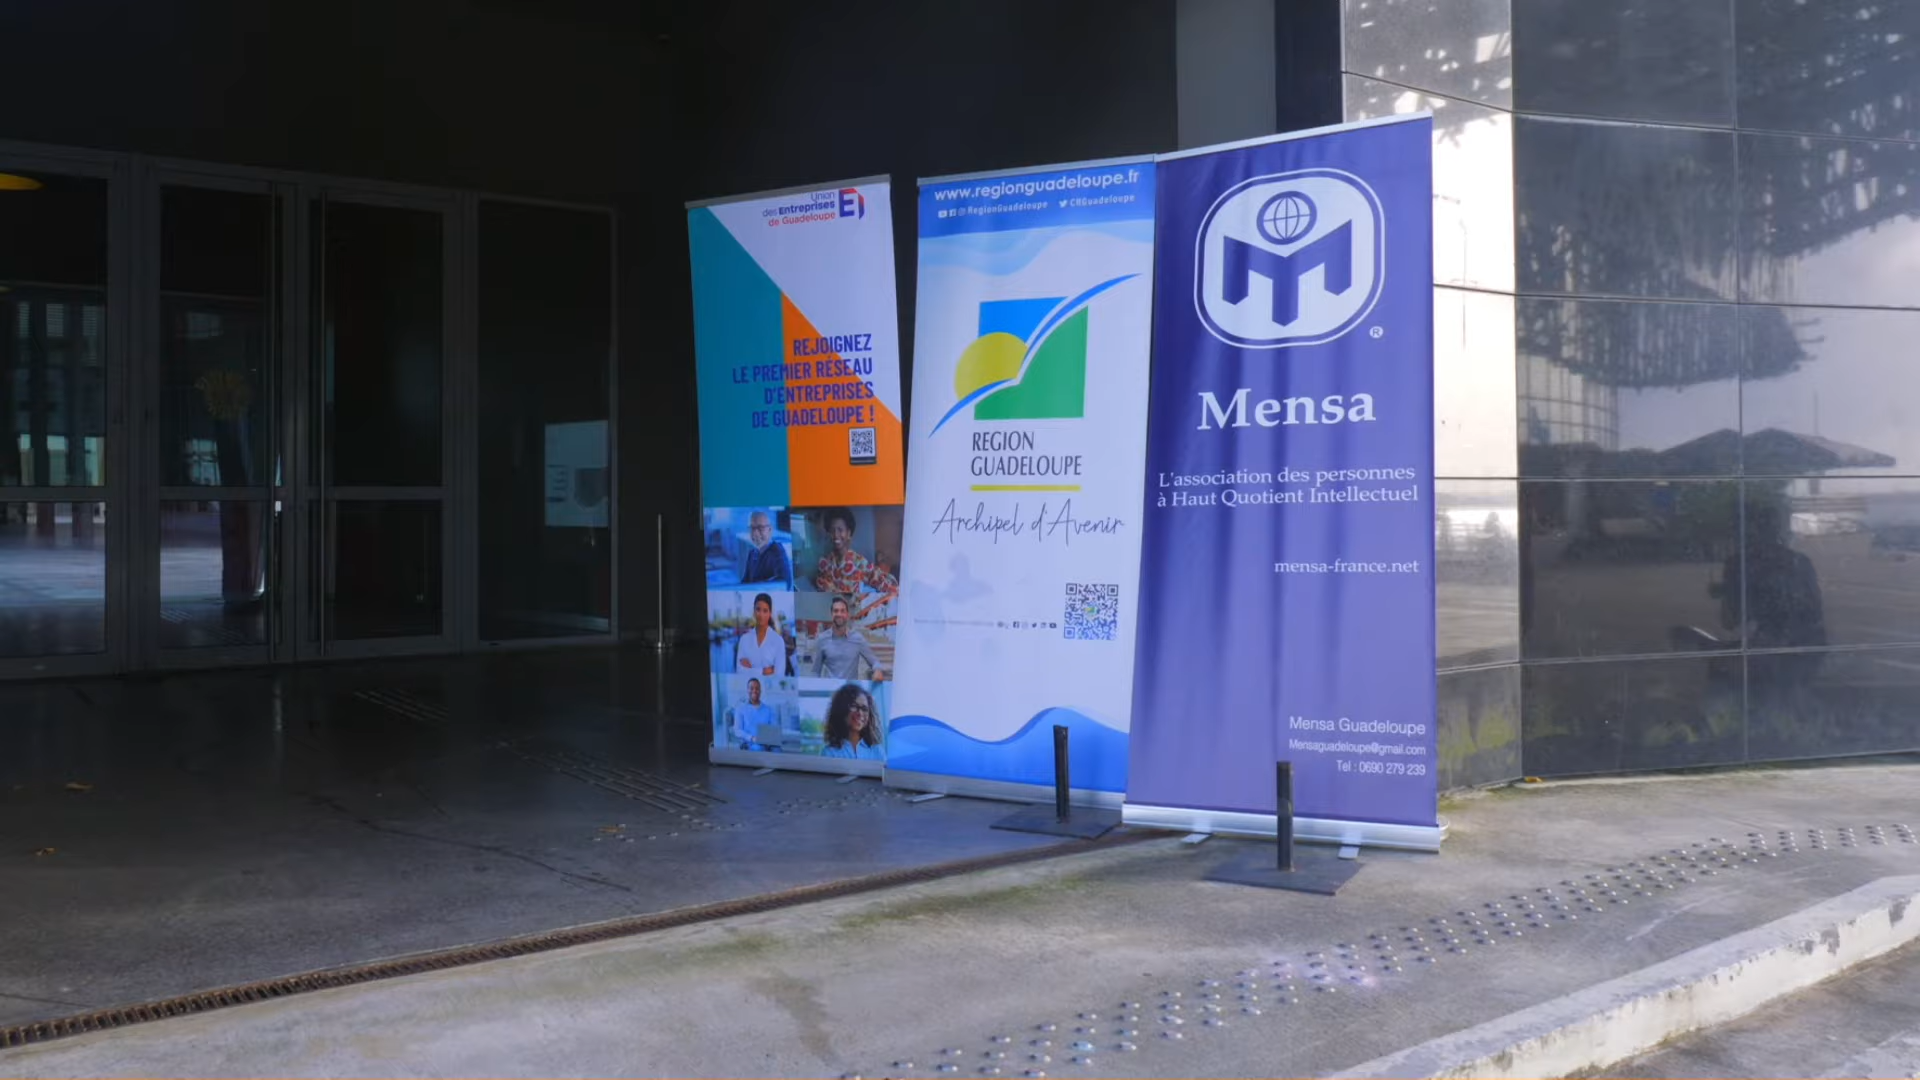 Union
des Entreprises
de Guadeloupe
REJOIGNEZ
LE PREMIER RÉSEAU
D'ENTREPRISES
DE GUADELOUPE !
www.regionguadeloupe.fr
RegionGuadeloupe CRGuadeloupe
REGION
GUADELOUPE
Archipel d'Avenir
Mensa
L'association des personnes
à Haut Quotient Intellectuel
mensa-france.net
Mensa Guadeloupe
Mensaguadeloupe@gmail.com
Tel : 0690 279 239